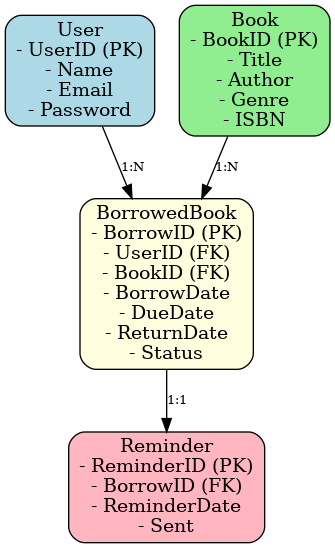 User
- UserID (PK)
- Name
- Email
- Password
Book
- BookID (PK)
- Title
- Author
- Genre
- ISBN
1:N
1:N
BorrowedBook
- BorrowID (PK)
- UserID (FK)
- BookID (FK)
- BorrowDate
- DueDate
- ReturnDate
- Status
1:1
Reminder
- ReminderID (PK)
- BorrowID (FK)
- ReminderDate
- Sent